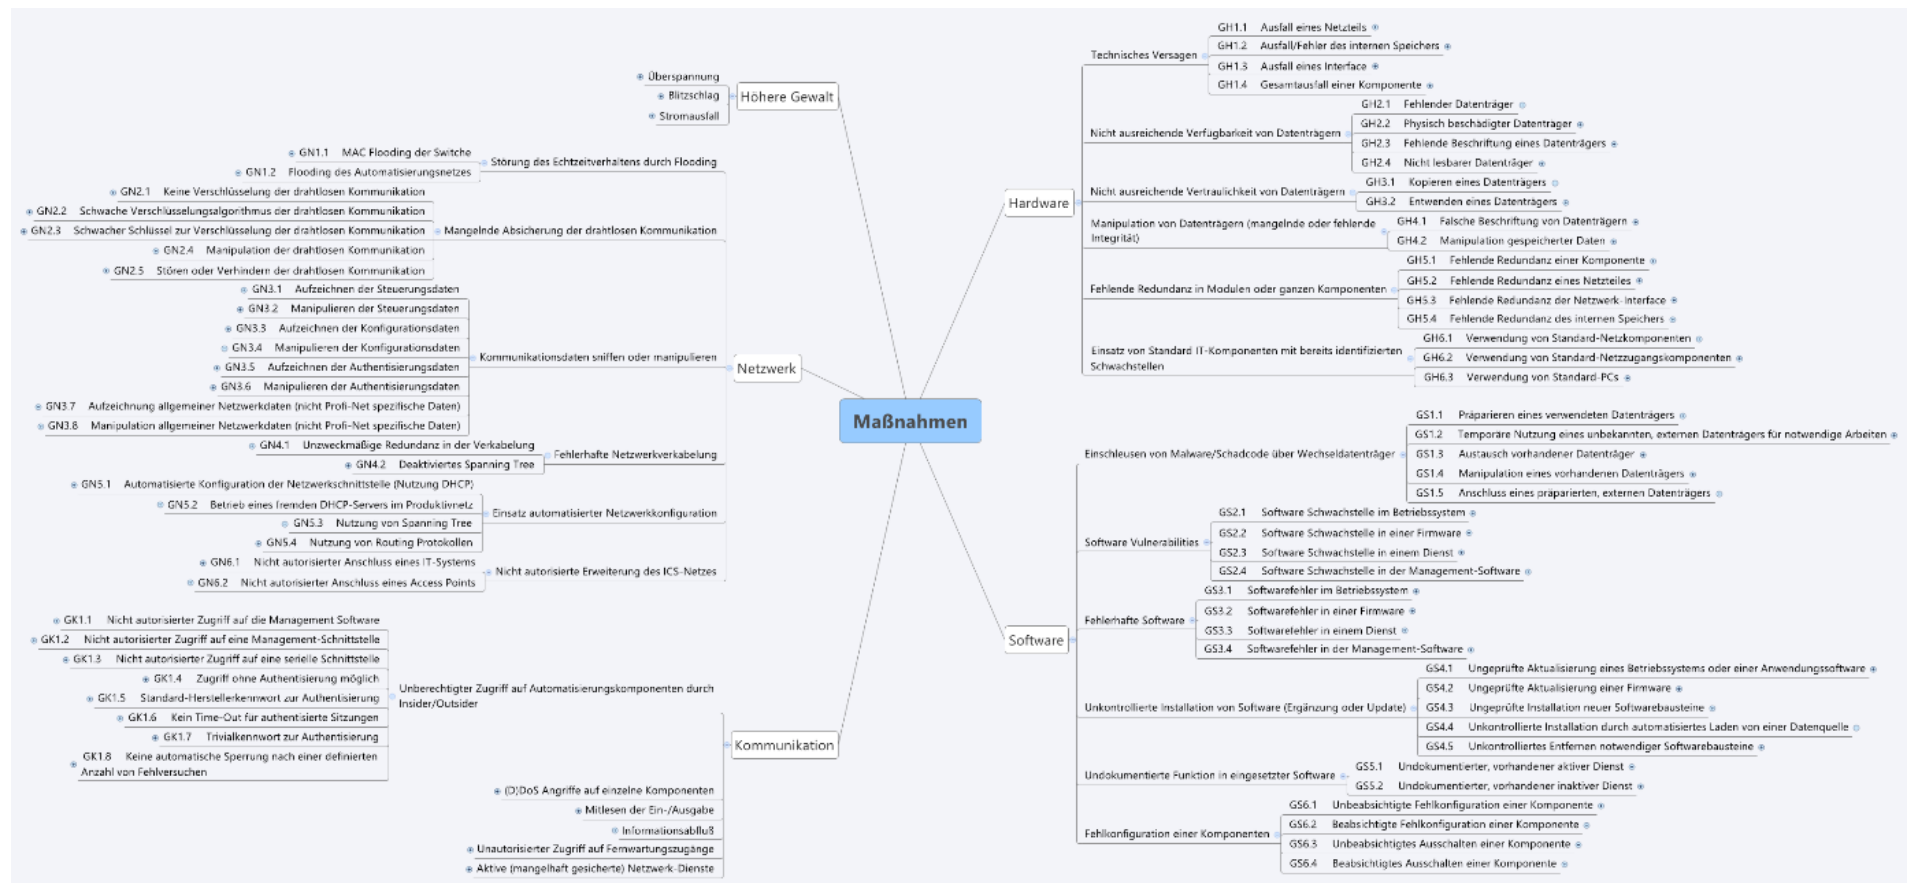 Maßnahmen
Höhere Gewalt
Überspannung
Blitzschlag
Stromausfall
Netzwerk
Störung des Echtzeitverhaltens durch Flooding
GN1.1 MAC Flooding der Switche
GN1.2 Flooding des Automatisierungsnetzes
Mangelnde Absicherung der drahtlosen Kommunikation
GN2.1 Keine Verschlüsselung der drahtlosen Kommunikation
GN2.2 Schwache Verschlüsselungsalgorithmus der drahtlosen Kommunikation
GN2.3 Schwacher Schlüssel zur Verschlüsselung der drahtlosen Kommunikation
GN2.4 Manipulation der drahtlosen Kommunikation
GN2.5 Stören oder Verhindern der drahtlosen Kommunikation
Kommunikationsdaten sniffen oder manipulieren
GN3.1 Aufzeichnen der Steuerungsdaten
GN3.2 Manipulieren der Steuerungsdaten
GN3.3 Aufzeichnen der Konfigurationsdaten
GN3.4 Manipulieren der Konfigurationsdaten
GN3.5 Aufzeichnen der Authentisierungsdaten
GN3.6 Manipulieren der Authentisierungsdaten
GN3.7 Aufzeichnung allgemeiner Netzwerkdaten (nicht Profi-Net spezifische Daten)
GN3.8 Manipulation allgemeiner Netzwerkdaten (nicht Profi-Net spezifische Daten)
Fehlerhafte Netzwerkverkabelung
GN4.1 Unzweckmäßige Redundanz in der Verkabelung
GN4.2 Deaktiviertes Spanning Tree
Einsatz automatisierter Netzwerkkonfiguration
GN5.1 Automatisierte Konfiguration der Netzwerkschnittstelle (Nutzung DHCP)
GN5.2 Betrieb eines fremden DHCP-Servers im Produktivnetz
GN5.3 Nutzung von Spanning Tree
GN5.4 Nutzung von Routing Protokollen
Nicht autorisierte Erweiterung des ICS-Netzes
GN6.1 Nicht autorisierter Anschluss eines IT-Systems
GN6.2 Nicht autorisierter Anschluss eines Access Points
Kommunikation
Unberechtigter Zugriff auf Automatisierungskomponenten durch
Insider/Outsider
GK1.1 Nicht autorisierter Zugriff auf die Management Software
GK1.2 Nicht autorisierter Zugriff auf eine Management-Schnittstelle
GK1.3 Nicht autorisierter Zugriff auf eine serielle Schnittstelle
GK1.4 Zugriff ohne Authentisierung möglich
GK1.5 Standard-Herstellerkennwort zur Authentisierung
GK1.6 Kein Time-Out für authentisierte Sitzungen
GK1.7 Trivialkennwort zur Authentisierung
GK1.8 Keine automatische Sperrung nach einer definierten
Anzahl von Fehlversuchen
(D)DoS Angriffe auf einzelne Komponenten
Mitlesen der Ein-/Ausgabe
Informationsabfluß
Unautorisierter Zugriff auf Fernwartungszugänge
Aktive (mangelhaft gesicherte) Netzwerk-Dienste
Hardware
Technisches Versagen
GH1.1 Ausfall eines Netzteils
GH1.2 Ausfall/Fehler des internen Speichers
GH1.3 Ausfall eines Interface
GH1.4 Gesamtausfall einer Komponente
Nicht ausreichende Verfügbarkeit von Datenträgern
GH2.1 Fehlender Datenträger
GH2.2 Physisch beschädigter Datenträger
GH2.3 Fehlende Beschriftung eines Datenträgers
GH2.4 Nicht lesbarer Datenträger
Nicht ausreichende Vertraulichkeit von Datenträgern
GH3.1 Kopieren eines Datenträgers
GH3.2 Entwenden eines Datenträgers
Manipulation von Datenträgern (mangelnde oder fehlende
Integrität)
GH4.1 Falsche Beschriftung von Datenträgern
GH4.2 Manipulation gespeicherter Daten
Fehlende Redundanz in Modulen oder ganzen Komponenten
GH5.1 Fehlende Redundanz einer Komponente
GH5.2 Fehlende Redundanz eines Netzteiles
GH5.3 Fehlende Redundanz der Netzwerk-Interface
GH5.4 Fehlende Redundanz des internen Speichers
Einsatz von Standard IT-Komponenten mit bereits identifizierten
Schwachstellen
GH6.1 Verwendung von Standard-Netzkomponenten
GH6.2 Verwendung von Standard-Netzzugangskomponenten
GH6.3 Verwendung von Standard-PCs
Software
Einschleusen von Malware/Schadcode über Wechseldatenträger
GS1.1 Präparieren eines verwendeten Datenträgers
GS1.2 Temporäre Nutzung eines unbekannten, externen Datenträgers für notwendige Arbeiten
GS1.3 Austausch vorhandener Datenträger
GS1.4 Manipulation eines vorhandenen Datenträgers
GS1.5 Anschluss eines präparierten, externen Datenträgers
Software Vulnerabilities
GS2.1 Software Schwachstelle im Betriebssystem
GS2.2 Software Schwachstelle in einer Firmware
GS2.3 Software Schwachstelle in einem Dienst
GS2.4 Software Schwachstelle in der Management-Software
Fehlerhafte Software
GS3.1 Softwarefehler im Betriebssystem
GS3.2 Softwarefehler in einer Firmware
GS3.3 Softwarefehler in einem Dienst
GS3.4 Softwarefehler in der Management-Software
Unkontrollierte Installation von Software (Ergänzung oder Update)
GS4.1 Ungeprüfte Aktualisierung eines Betriebssystems oder einer Anwendungssoftware
GS4.2 Ungeprüfte Aktualisierung einer Firmware
GS4.3 Ungeprüfte Installation neuer Softwarebausteine
GS4.4 Unkontrollierte Installation durch automatisiertes Laden von einer Datenquelle
GS4.5 Unkontrolliertes Entfernen notwendiger Softwarebausteine
Undokumentierte Funktion in eingesetzter Software
GS5.1 Undokumentierter, vorhandener aktiver Dienst
GS5.2 Undokumentierter, vorhandener inaktiver Dienst
Fehlkonfiguration einer Komponenten
GS6.1 Unbeabsichtigte Fehlkonfiguration einer Komponente
GS6.2 Beabsichtigte Fehlkonfiguration einer Komponente
GS6.3 Unbeabsichtigtes Ausschalten einer Komponente
GS6.4 Beabsichtigtes Ausschalten einer Komponente